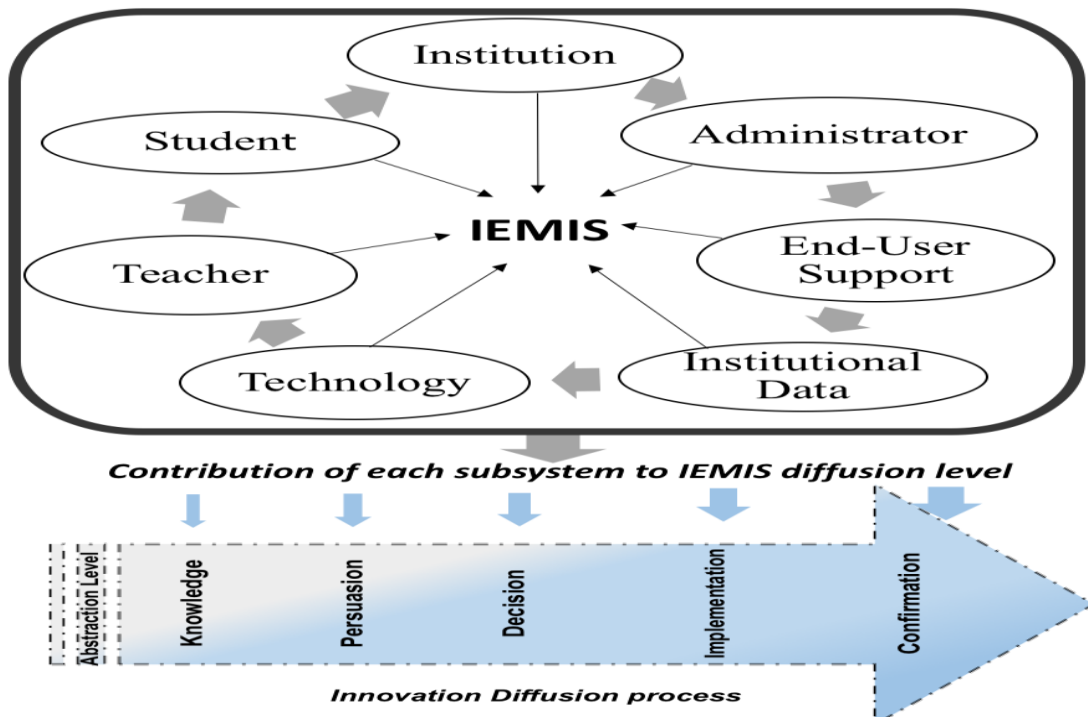 Institution
Student
Administrator
IEMIS
Teacher
End-User
Support
Technology
Institutional
Data
Contribution of each subsystem to IEMIS diffusion level
Abstraction Level
Knowledge
Persuasion
Decision
Implementation
Confirmation
Innovation Diffusion process